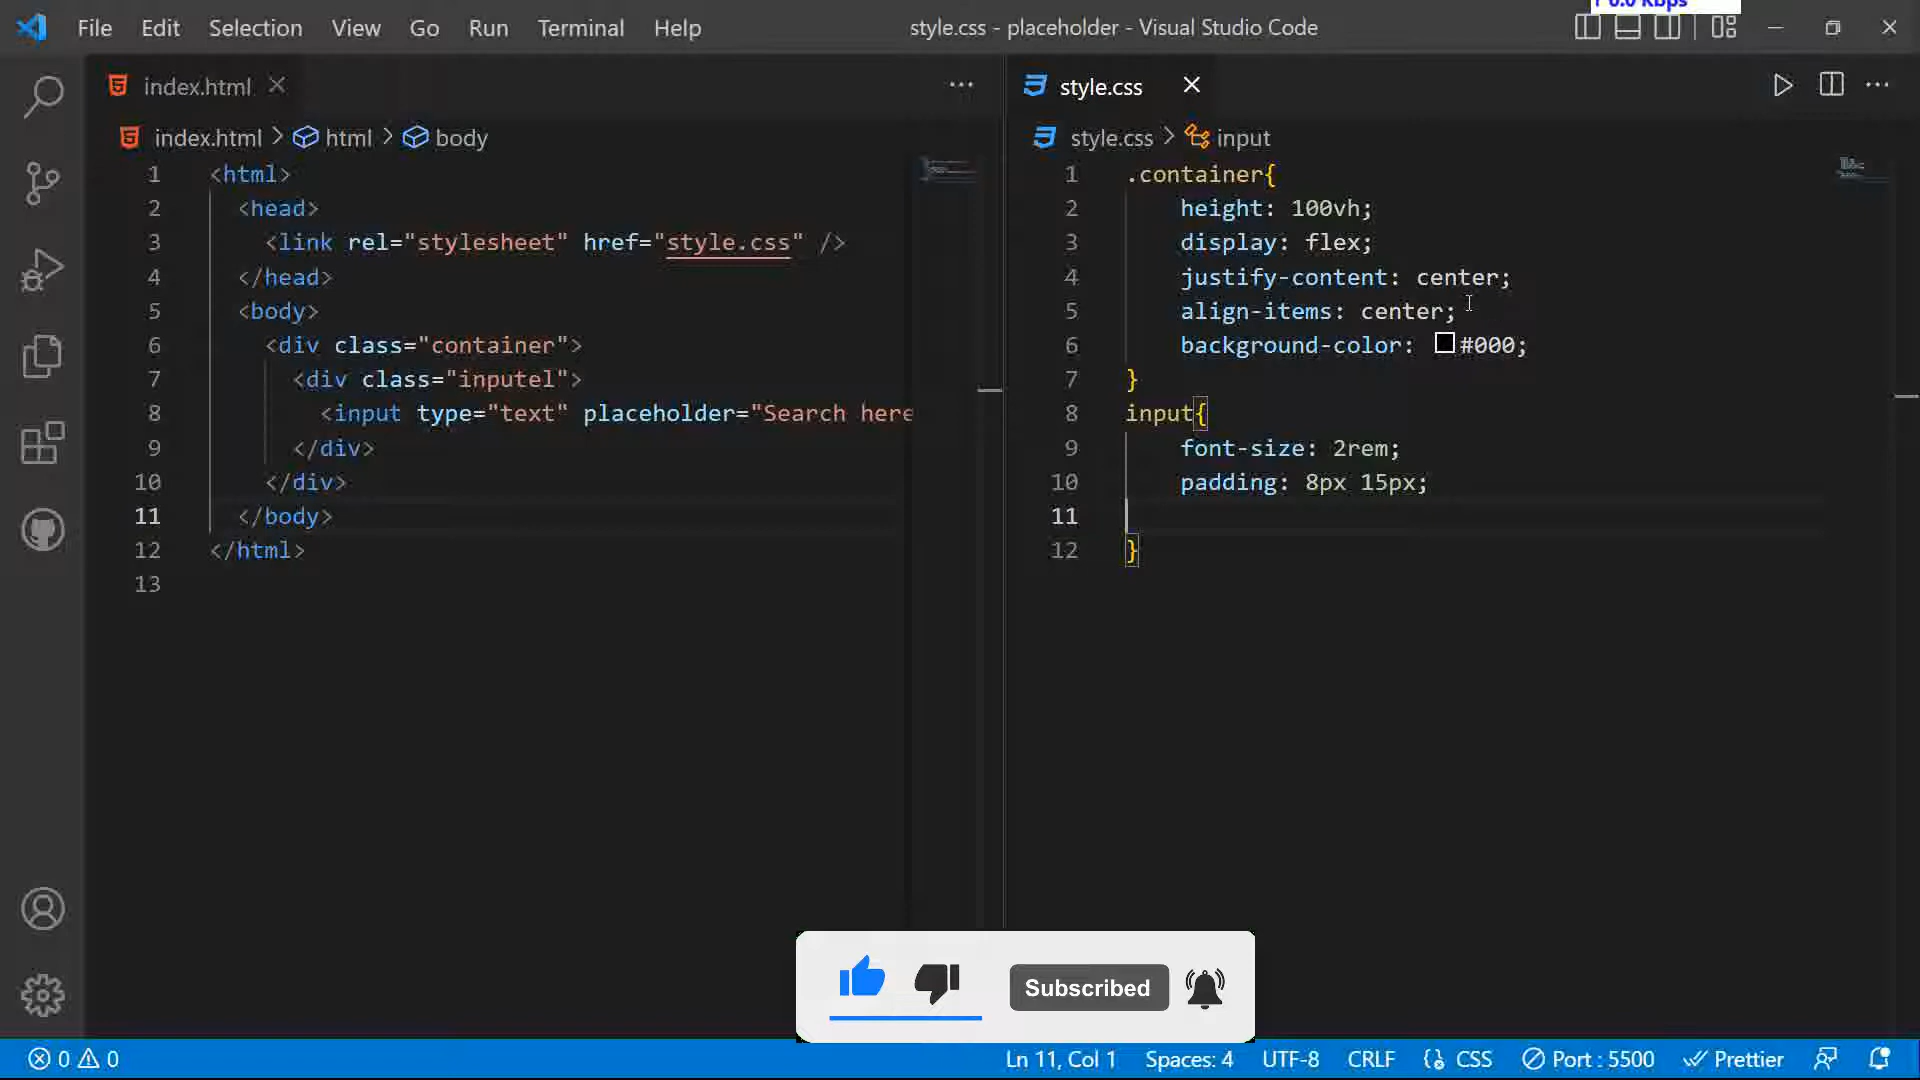 File Edit Selection View Go Run Terminal Help
style.css - placeholder - Visual Studio Code
0.0 Kbps
index.html
style.css
index.html > html > body
style.css > input
1 <html>
2 <head>
3 <link rel="stylesheet" href="style.css" />
4 </head>
5 <body>
6 <div class="container">
7 <div class="inputel">
8 <input type="text" placeholder="Search here
9 </div>
10 </div>
11 </body>
12 </html>
13
1 .container{
2 height: 100vh;
3 display: flex;
4 justify-content: center;
5 align-items: center;
6 background-color: #000;
7 }
8 input{
9 font-size: 2rem;
10 padding: 8px 15px;
11
12 }
Subscribed
0 0
Ln 11, Col 1 Spaces: 4 UTF-8 CRLF CSS Port : 5500 Prettier